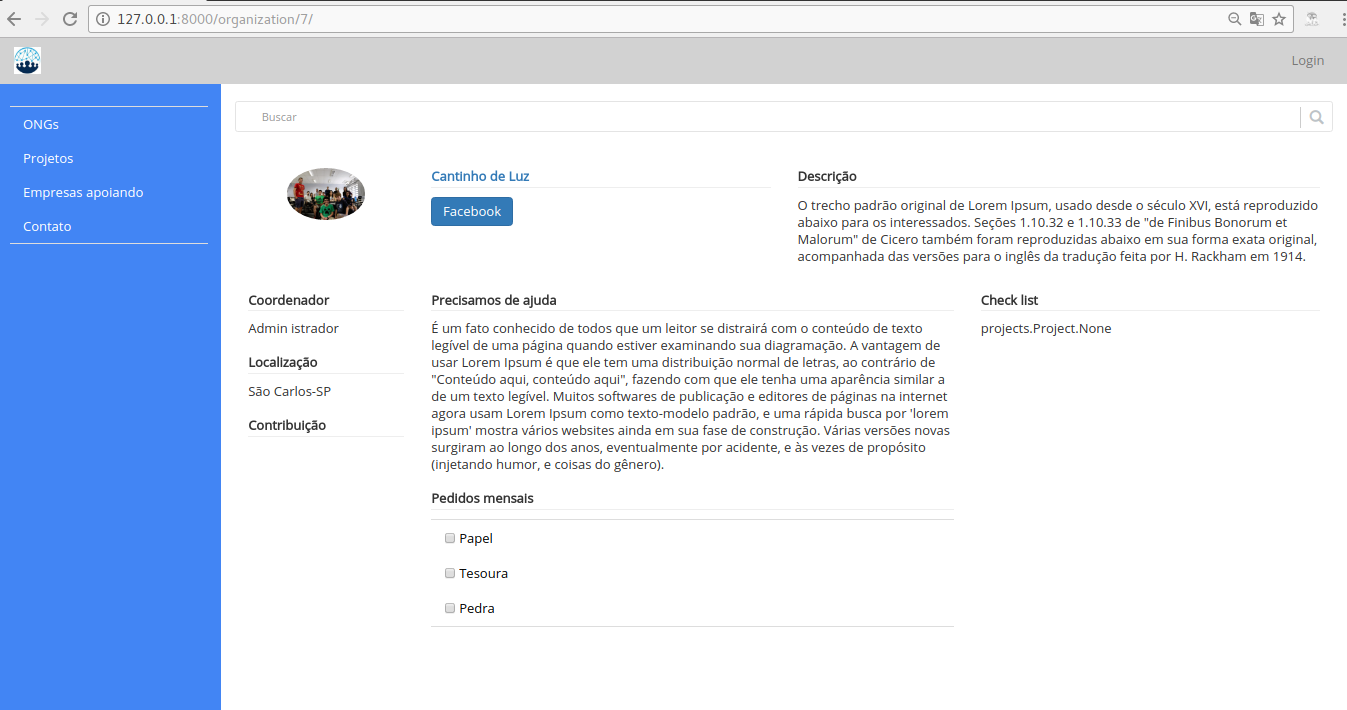 127.0.0.1:8000/organization/7/
Login
ONGs
Projetos
Empresas apoiando
Contato
Buscar
Cantinho de Luz
Facebook
Descrição
O trecho padrão original de Lorem Ipsum, usado desde o século XVI, está reproduzido
abaixo para os interessados. Seções 1.10.32 e 1.10.33 de "de Finibus Bonorum et
Malorum" de Cicero também foram reproduzidas abaixo em sua forma exata original,
acompanhada das versões para o inglês da tradução feita por H. Rackham em 1914.
Coordenador
Admin istrador
Localização
São Carlos-SP
Contribuição
Precisamos de ajuda
É um fato conhecido de todos que um leitor se distrairá com o conteúdo de texto
legível de uma página quando estiver examinando sua diagramação. A vantagem de
usar Lorem Ipsum é que ele tem uma distribuição normal de letras, ao contrário de
"Conteúdo aqui, conteúdo aqui", fazendo com que ele tenha uma aparência similar a
de um texto legível. Muitos softwares de publicação e editores de páginas na internet
agora usam Lorem Ipsum como texto-modelo padrão, e uma rápida busca por 'lorem
ipsum' mostra vários websites ainda em sua fase de construção. Várias versões novas
surgiram ao longo dos anos, eventualmente por acidente, e às vezes de propósito
(injetando humor, e coisas do gênero).
Pedidos mensais
Papel
Tesoura
Pedra
Check list
projects.Project.None